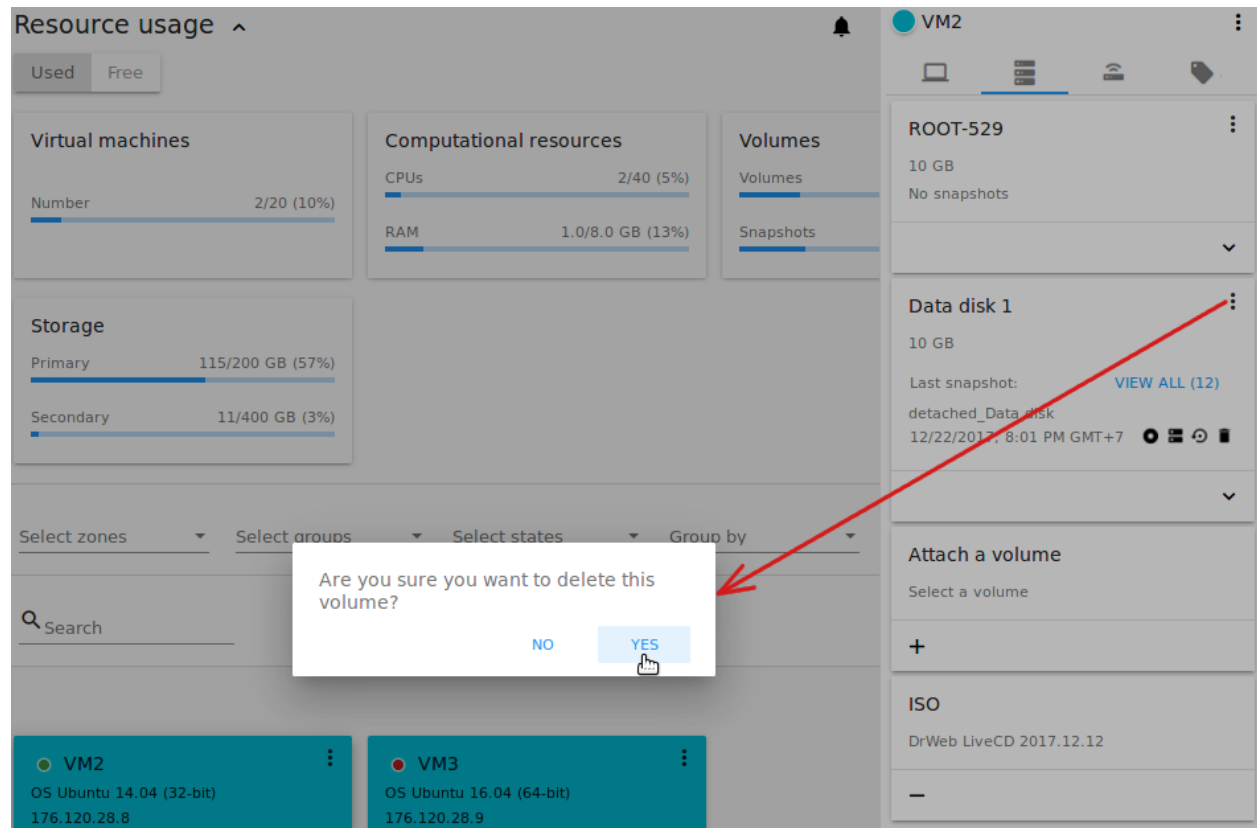 Resource usage
Used Free
Virtual machines
Number 2/20 (10%)
Computational resources
CPUs 2/40 (5%)
RAM 1.0/8.0 GB (13%)
Volumes
Volumes
Snapshots
Storage
Primary 115/200 GB (57%)
Secondary 11/400 GB (3%)
Select zones Select groups Select states Group by
Search
Are you sure you want to delete this
volume?
NO YES
VM2
OS Ubuntu 14.04 (32-bit)
176.120.28.8
VM3
OS Ubuntu 16.04 (64-bit)
176.120.28.9
VM2
ROOT-529
10 GB
No snapshots
Data disk 1
10 GB
Last snapshot: VIEW ALL (12)
detached_Data disk
12/22/2017, 8:01 PM GMT+7
Attach a volume
Select a volume
ISO
DrWeb LiveCD 2017.12.12